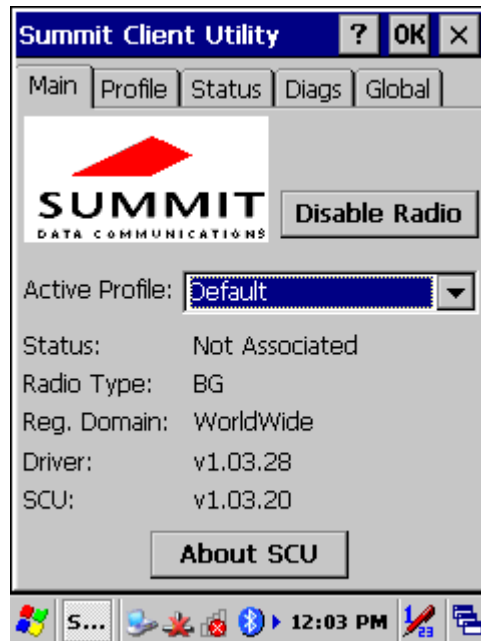 Summit Client Utility ? OK ×
Main Profile Status Diags Global
SUMMIT
DATA COMMUNICATIONS
Disable Radio
Active Profile: Default
Status: Not Associated
Radio Type: BG
Reg. Domain: WorldWide
Driver: v1.03.28
SCU: v1.03.20
About SCU
S... 12:03 PM 1 23